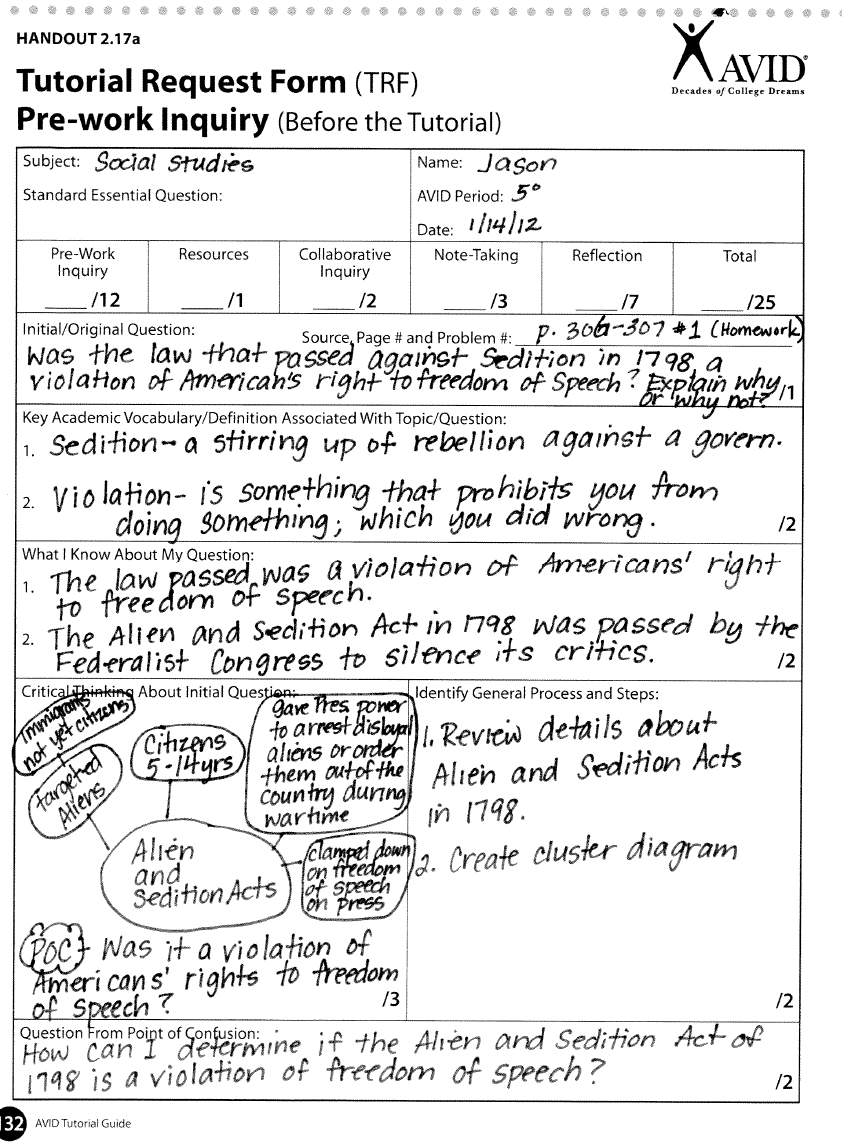 HANDOUT 2.17a
AVID
Decades of College Dreams
Tutorial Request Form (TRF)
Pre-work Inquiry (Before the Tutorial)
Subject: Social Studies
Name: Jason
Standard Essential Question:
AVID Period: 5°
Date: 1/14/12
Pre-Work Inquiry
____/12
Resources
____/1
Collaborative Inquiry
____/2
Note-Taking
____/3
Reflection
____/7
Total
____/25
Initial/Original Question:
Source, Page # and Problem #: p. 306-307 #1 (Homework)
Was the law that passed against Sedition in 1798 a
violation of American's right to freedom of Speech? Explain why
or why not?
/1
Key Academic Vocabulary/Definition Associated With Topic/Question:
1. Sedition - a stirring up of rebellion against a govern.
2. Violation - is something that prohibits you from
doing something; which you did wrong.
/2
What I Know About My Question:
1. The law passed was a violation of Americans' right
to freedom of speech.
2. The Alien and Sedition Act in 1798 was passed by the
Federalist Congress to silence its critics.
/2
Critical Thinking About Initial Question:
immigrants
not yet citizens
targeted
Aliens
Citizens
5-14yrs
gave Pres. power
to arrest disloyal
aliens or order
them out of the
country during
wartime
Alien
and
Sedition Acts
clamped down
on freedom
of speech
on press
POC - Was it a violation of
Americans' rights to freedom
of speech?
/3
Identify General Process and Steps:
1. Review details about
Alien and Sedition Acts
in 1798.
2. Create cluster diagram
/2
Question From Point of Confusion:
How can I determine if the Alien and Sedition Act of
1798 is a violation of freedom of speech?
/2
132 AVID Tutorial Guide